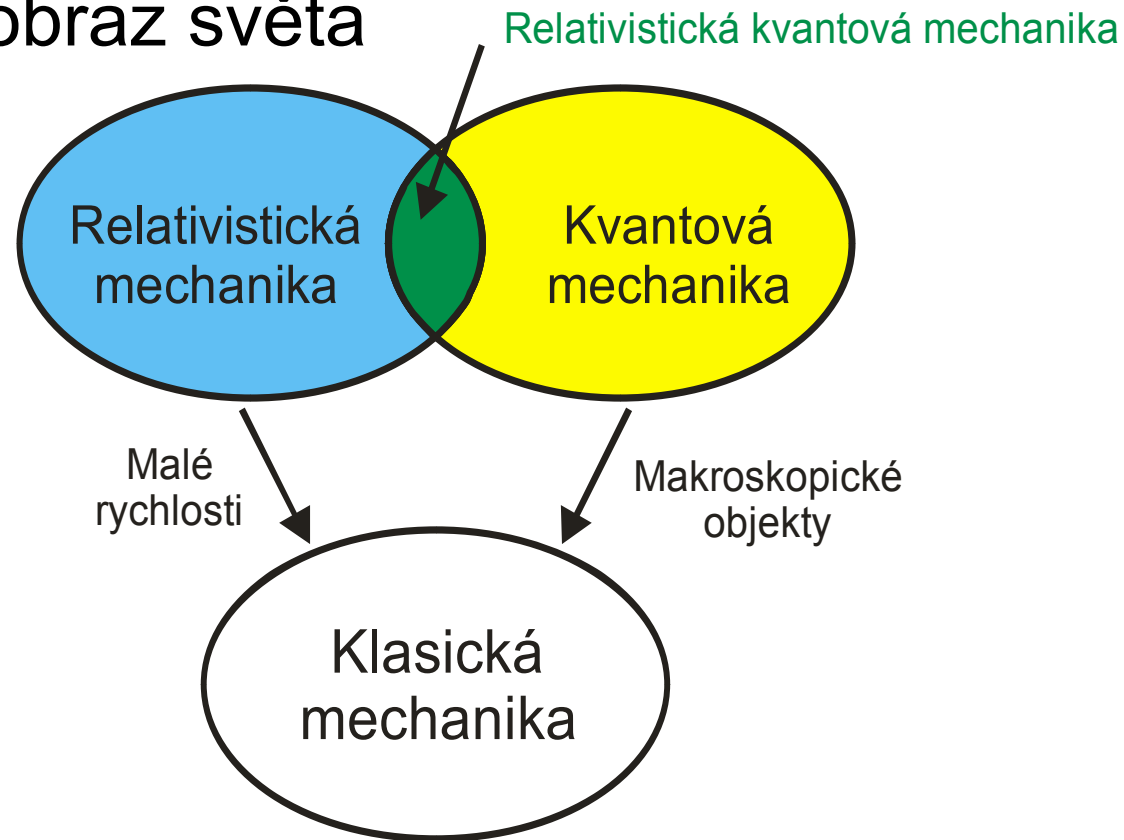 obraz světa
Relativistická kvantová mechanika
Relativistická
mechanika
Kvantová
mechanika
Malé
rychlosti
Makroskopické
objekty
Klasická
mechanika